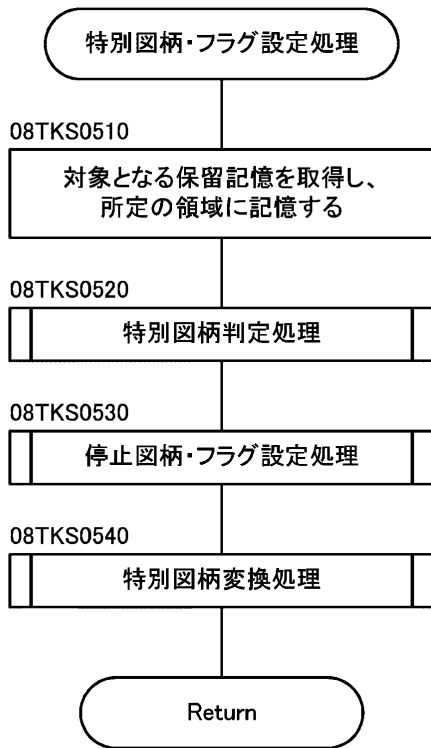 特別図柄・フラグ設定処理
08TKS0510
対象となる保留記憶を取得し、
所定の領域に記憶する
08TKS0520
特別図柄判定処理
08TKS0530
停止図柄・フラグ設定処理
08TKS0540
特別図柄変換処理
Return